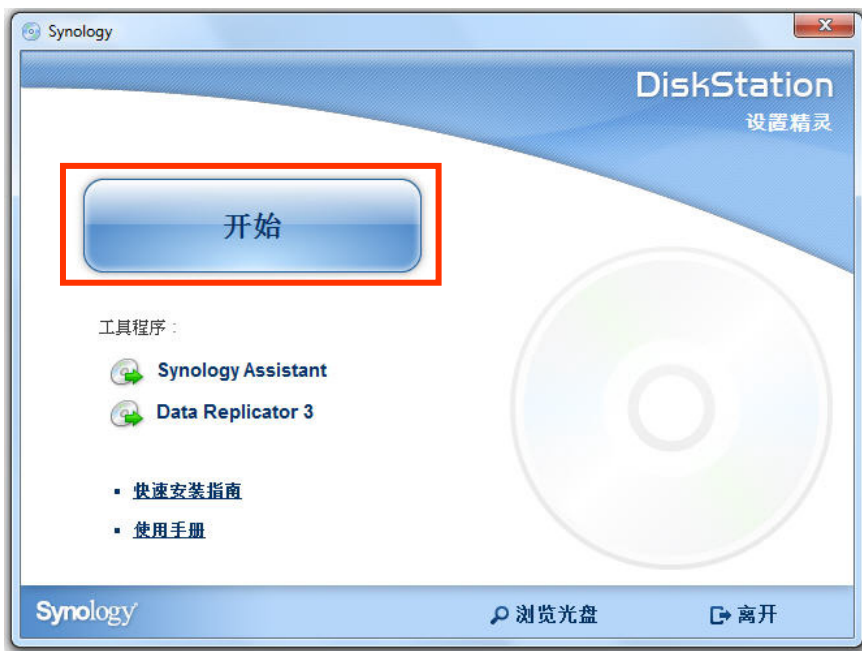 Synology
DiskStation
设置精灵
开始
工具程序：
Synology Assistant
Data Replicator 3
快速安装指南
使用手册
Synology
浏览光盘
离开